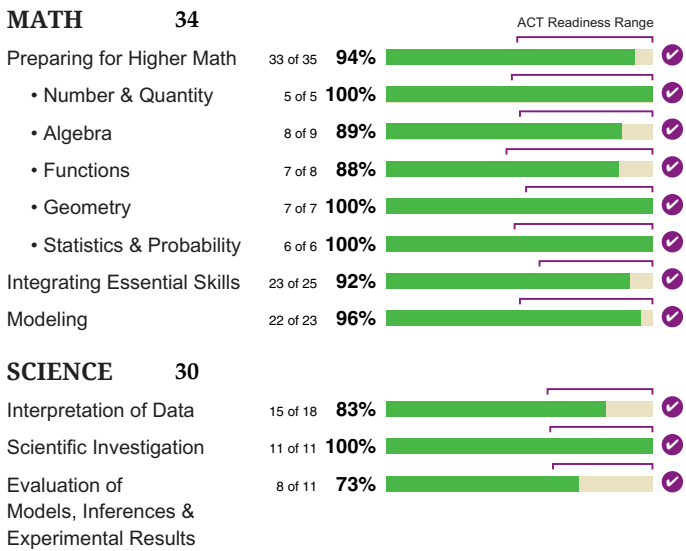 MATH 34 ACT Readiness Range
Preparing for Higher Math 33 of 35 94%
• Number & Quantity 5 of 5 100%
• Algebra 8 of 9 89%
• Functions 7 of 8 88%
• Geometry 7 of 7 100%
• Statistics & Probability 6 of 6 100%
Integrating Essential Skills 23 of 25 92%
Modeling 22 of 23 96%
SCIENCE 30
Interpretation of Data 15 of 18 83%
Scientific Investigation 11 of 11 100%
Evaluation of 8 of 11 73%
Models, Inferences &
Experimental Results